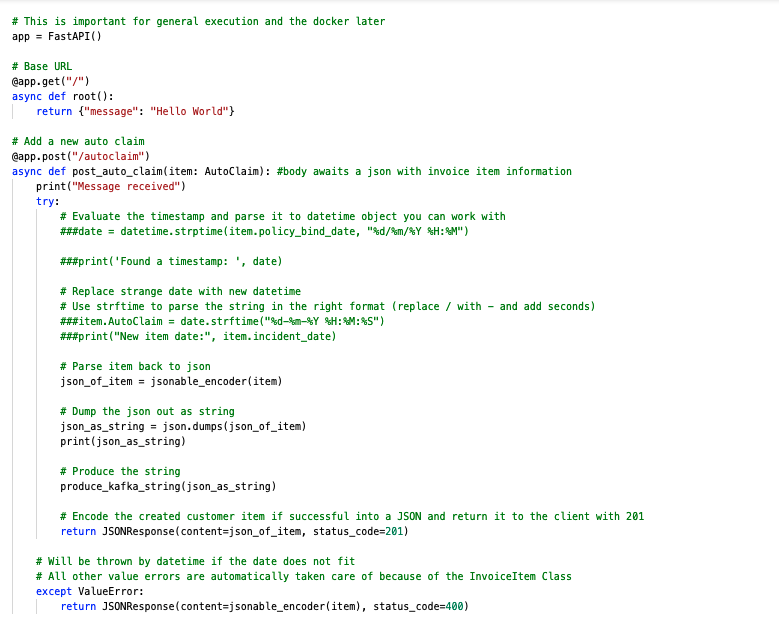 # This is important for general execution and the docker later
app = FastAPI()
# Base URL
@app.get("/")
async def root():
return {"message": "Hello World"}
# Add a new auto claim
@app.post("/autoclaim")
async def post_auto_claim(item: AutoClaim): #body awaits a json with invoice item information
print("Message received")
try:
# Evaluate the timestamp and parse it to datetime object you can work with
###date = datetime.strptime(item.policy_bind_date, "%d/%m/%Y %H:%M")
###print('Found a timestamp: ', date)
# Replace strange date with new datetime
# Use strftime to parse the string in the right format (replace / with - and add seconds)
###item.AutoClaim = date.strftime("%d-%m-%Y %H:%M:%S")
###print("New item date:", item.incident_date)
# Parse item back to json
json_of_item = jsonable_encoder(item)
# Dump the json out as string
json_as_string = json.dumps(json_of_item)
print(json_as_string)
# Produce the string
produce_kafka_string(json_as_string)
# Encode the created customer item if successful into a JSON and return it to the client with 201
return JSONResponse(content=json_of_item, status_code=201)
# Will be thrown by datetime if the date does not fit
# All other value errors are automatically taken care of because of the InvoiceItem Class
except ValueError:
return JSONResponse(content=jsonable_encoder(item), status_code=400)